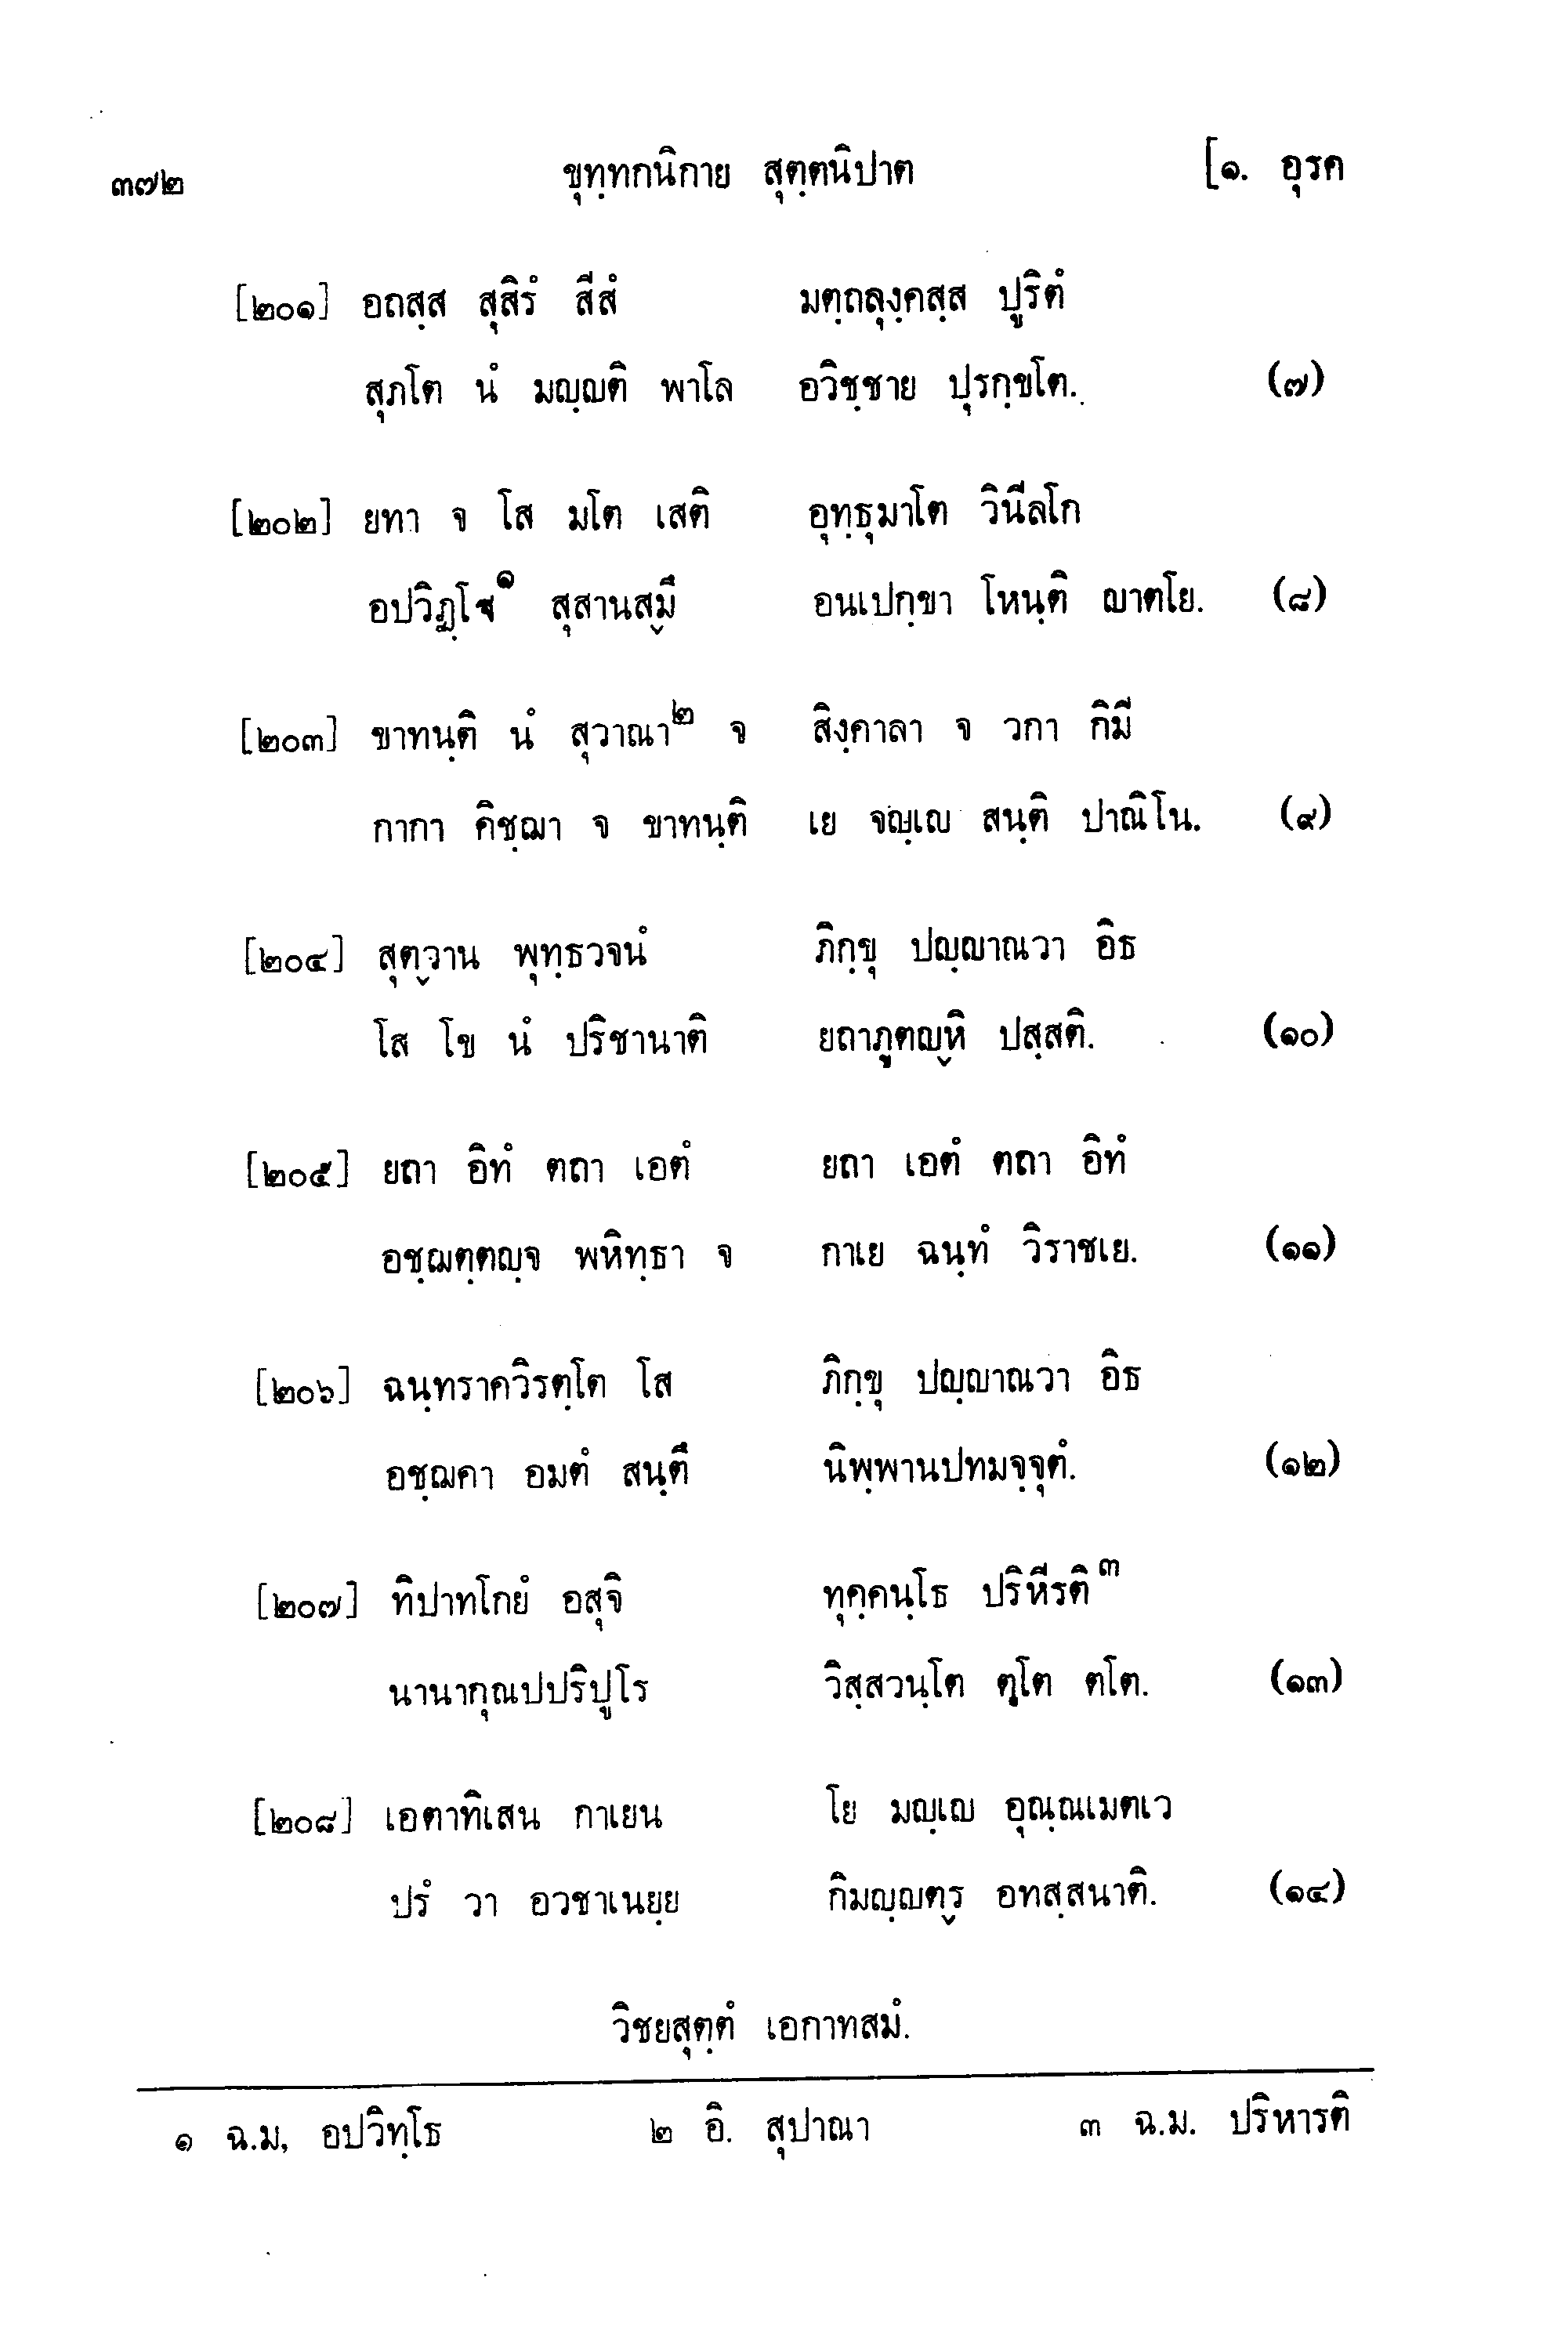 ๓๗๒ ขุทฺทกนิกาย สุตฺตนิปาต [๑. อุรค
[๒๐๑] อถสฺส สุสิรํ สีสํ มตฺถลุงฺคสฺส ปูริตํ
สุภโต นํ มญฺญติ พาโล อวิชฺชาย ปุรกฺขโต. (๗)
[๒๐๒] ยทา จ โส มโต เสติ อุทฺธุมาโต วินีลโก
อปวิฏฺโฐ๑ สุสานสฺมึ อนเปกฺขา โหนฺติ ญาตโย. (๘)
[๒๐๓] ขาทนฺติ นํ สุวาณา๒ จ สิงฺคาลา จ วกา กิมี
กากา คิชฺฌา จ ขาทนฺติ เย จญฺเญ สนฺติ ปาณิโน. (๙)
[๒๐๔] สุตฺวาน พุทฺธวจนํ ภิกฺขุ ปญฺญาณวา อิธ
โส โข นํ ปริชานาติ ยถาภูตญฺหิ ปสฺสติ. (๑๐)
[๒๐๕] ยถา อิทํ ตถา เอตํ ยถา เอตํ ตถา อิทํ
อชฺฌตฺตญฺจ พหิทฺธา จ กาเย ฉนฺทํ วิราชเย. (๑๑)
[๒๐๖] ฉนฺทราควิรตฺโต โส ภิกฺขุ ปญฺญาณวา อิธ
อชฺฌคา อมตํ สนฺตึ นิพฺพานปทมจฺจุตํ. (๑๒)
[๒๐๗] ทิปาทโกยํ อสุจิ ทุคฺคนฺโธ ปริหีรติ๓
นานากุณปปริปูโร วิสฺสวนฺโต ตโต ตโต. (๑๓)
[๒๐๘] เอตาทิเสน กาเยน โย มญฺเญ อุณฺณเมตเว
ปรํ วา อวชาเนยฺย กิมญฺญตฺร อทสฺสนาติ. (๑๔)
วิชยสุตฺตํ เอกาทสมํ.
๑ ฉ.ม, อปวิทฺโธ ๒ อิ. สุปาณา ๓ ฉ.ม. ปริหารติ